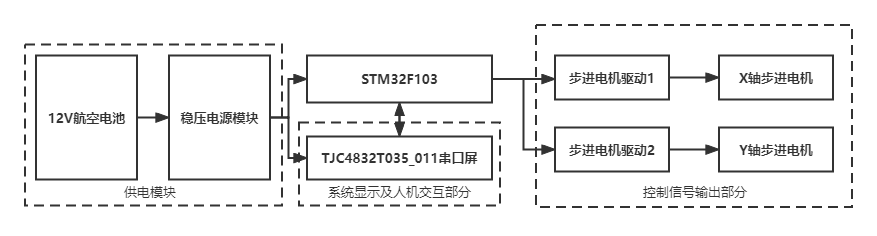 12V航空电池
稳压电源模块
供电模块
STM32F103
TJC4832T035_011串口屏
系统显示及人机交互部分
步进电机驱动1
X轴步进电机
步进电机驱动2
Y轴步进电机
控制信号输出部分